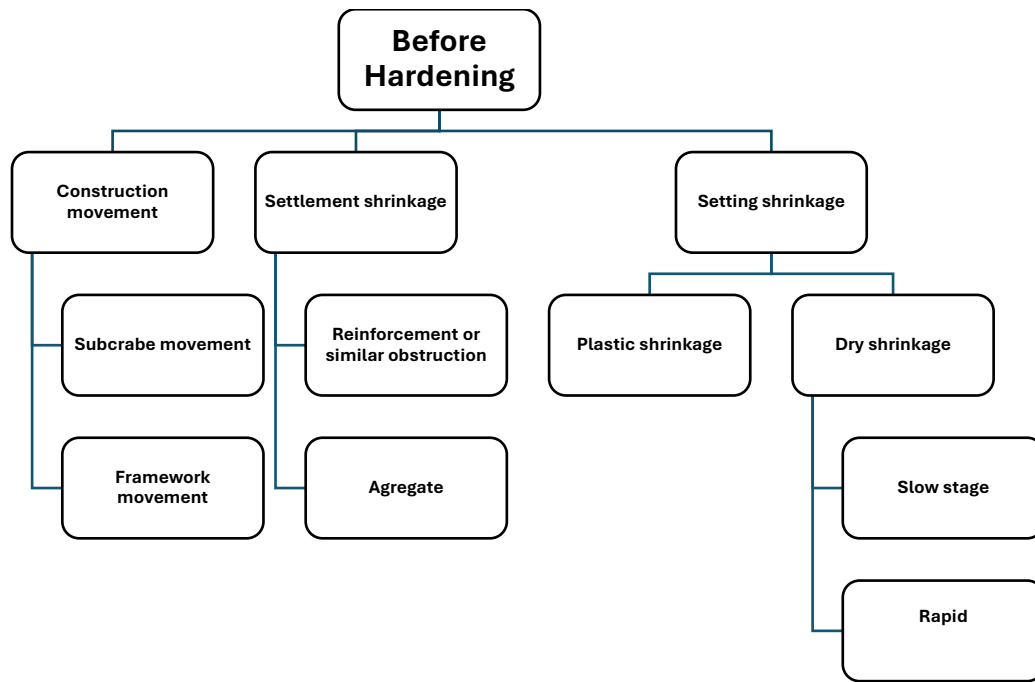 Before
Hardening
Construction
movement
Settlement shrinkage
Setting shrinkage
Subcrabe movement
Reinforcement or
similar obstruction
Plastic shrinkage
Dry shrinkage
Framework
movement
Agregate
Slow stage
Rapid